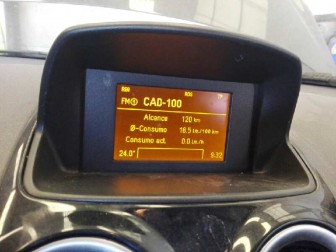 RDS
FM CAD-100
Alcance 120 km
Ø-Consumo 18.5 l/100 km
Consumo act. 0.0 l/h
24.0° 9:32